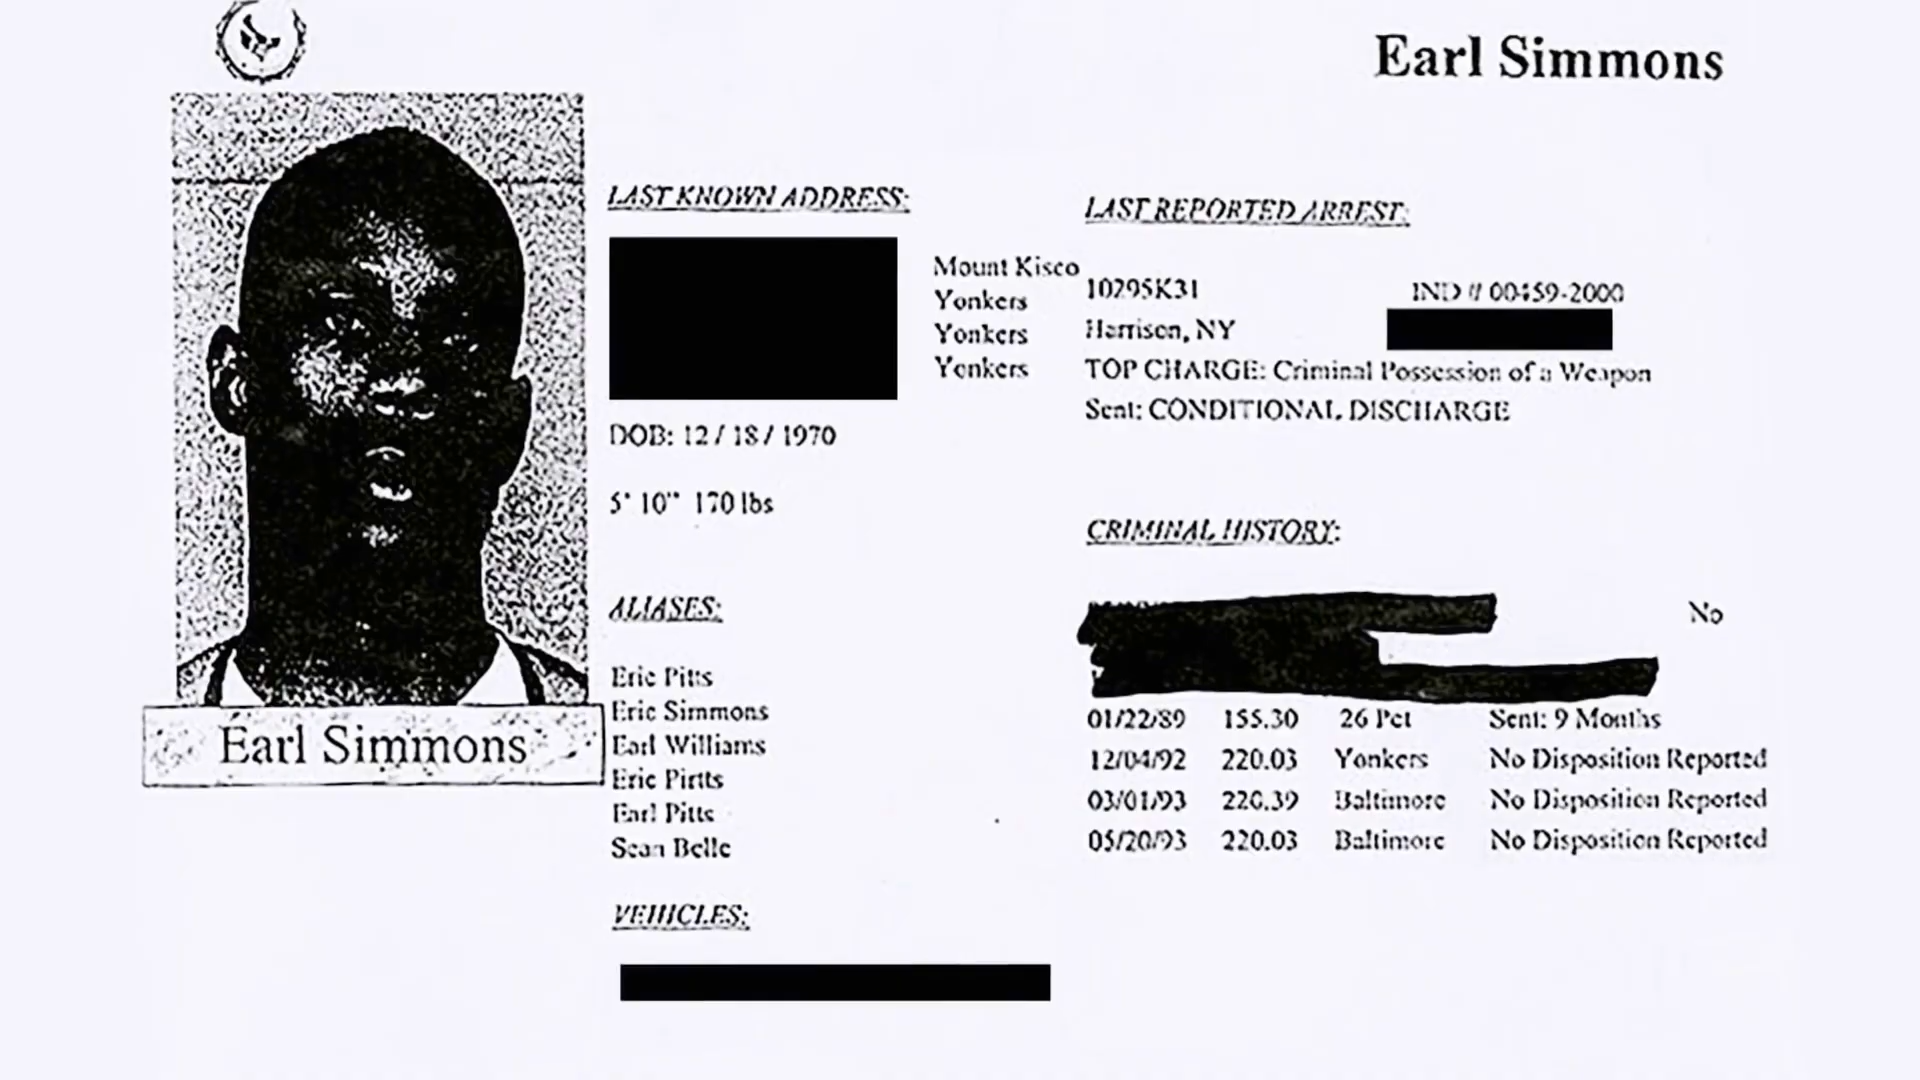 Earl Simmons
Earl Simmons
LAST KNOWN ADDRESS:
Mount Kisco
Yonkers
Yonkers
Yonkers
DOB: 12 / 18 / 1970
5' 10" 170 lbs
ALIASES:
Eric Pitts
Eric Simmons
Earl Williams
Eric Pirtts
Earl Pitts
Sean Belle
VEHICLES:
LAST REPORTED ARREST:
10295K31 IND # 00459-2000
Harrison, NY
TOP CHARGE: Criminal Possession of a Weapon
Sent: CONDITIONAL DISCHARGE
CRIMINAL HISTORY:
No
01/22/89 155.30 26 Pct Sent: 9 Months
12/04/92 220.03 Yonkers No Disposition Reported
03/01/93 220.39 Baltimore No Disposition Reported
05/20/93 220.03 Baltimore No Disposition Reported